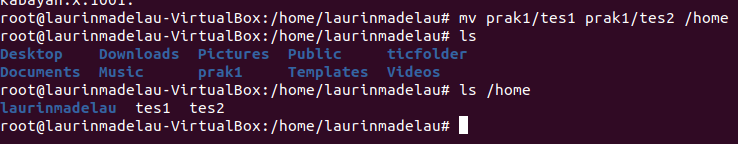 kabayan.x.1001.
root@laurinmadelau-VirtualBox:/home/laurinmadelau# mv prak1/tes1 prak1/tes2 /home
root@laurinmadelau-VirtualBox:/home/laurinmadelau# ls
Desktop Downloads Pictures Public ticfolder
Documents Music prak1 Templates Videos
root@laurinmadelau-VirtualBox:/home/laurinmadelau# ls /home
laurinmadelau tes1 tes2
root@laurinmadelau-VirtualBox:/home/laurinmadelau#